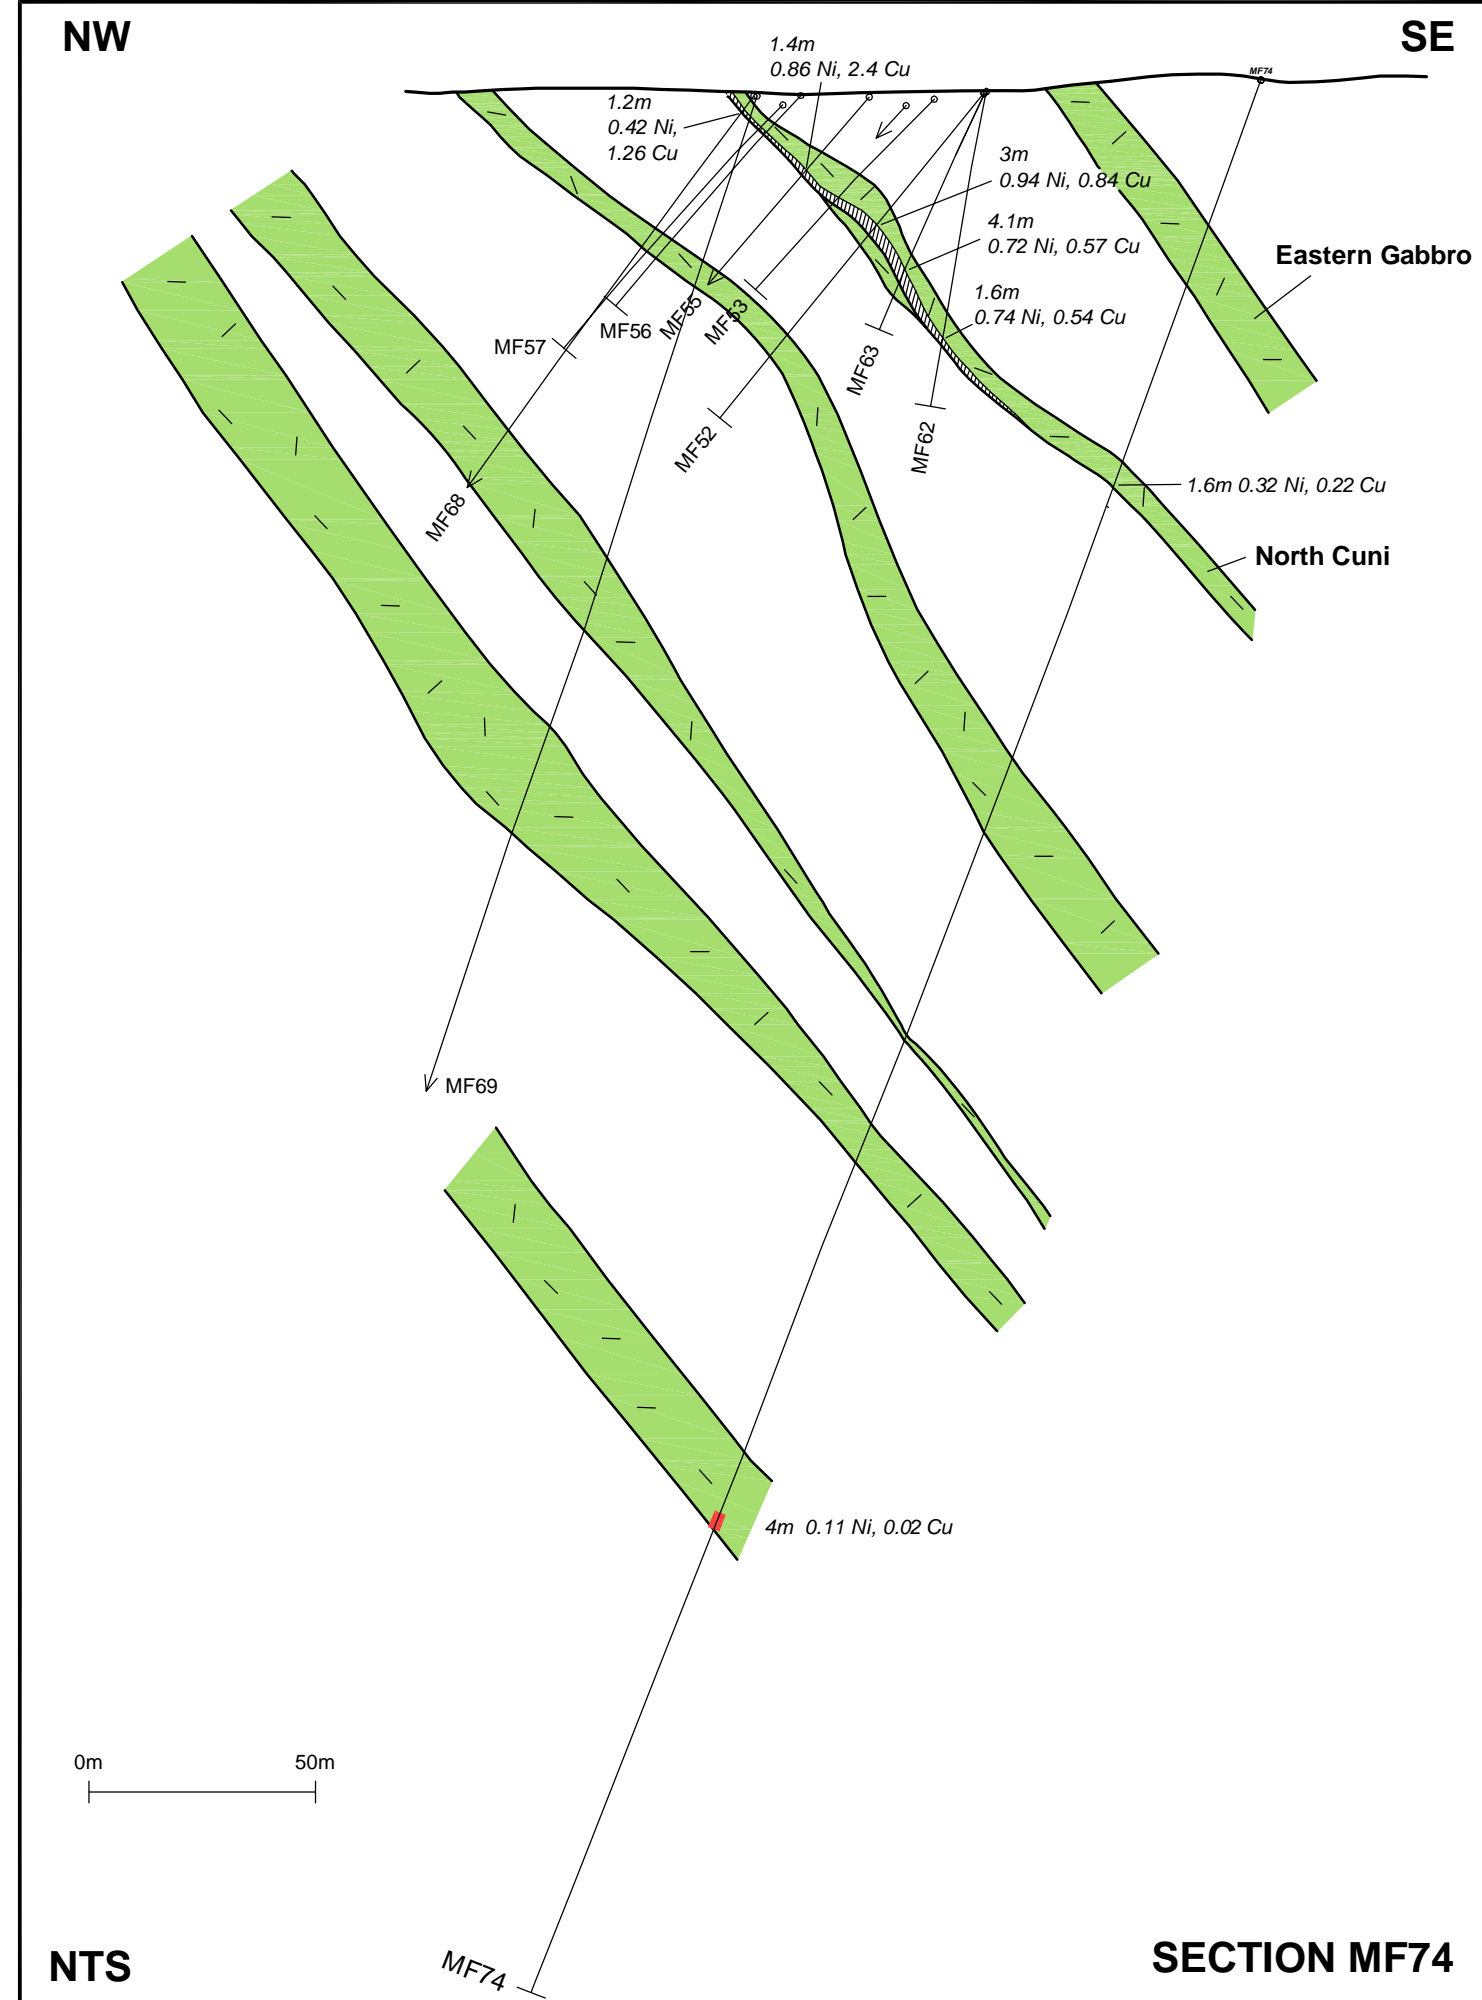 NW
SE
1.4m
0.86 Ni, 2.4 Cu
MF74
1.2m
0.42 Ni,
1.26 Cu
3m
0.94 Ni, 0.84 Cu
4.1m
0.72 Ni, 0.57 Cu
Eastern Gabbro
1.6m
0.74 Ni, 0.54 Cu
MF57
MF56
MF55
MF53
MF63
MF52
MF62
MF68
1.6m 0.32 Ni, 0.22 Cu
North Cuni
MF69
4m 0.11 Ni, 0.02 Cu
0m
50m
MF74
NTS
SECTION MF74